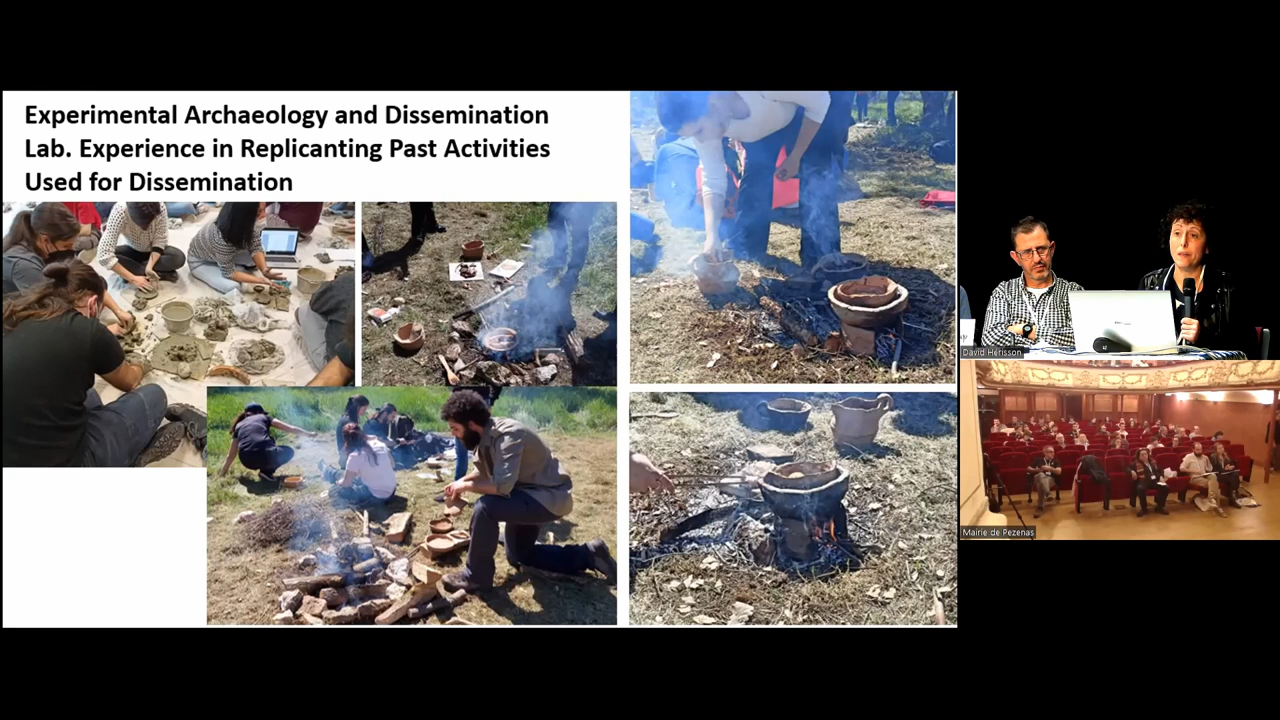 Experimental Archaeology and Dissemination
Lab. Experience in Replicanting Past Activities
Used for Dissemination
David Hérisson
Mairie de Pezenas